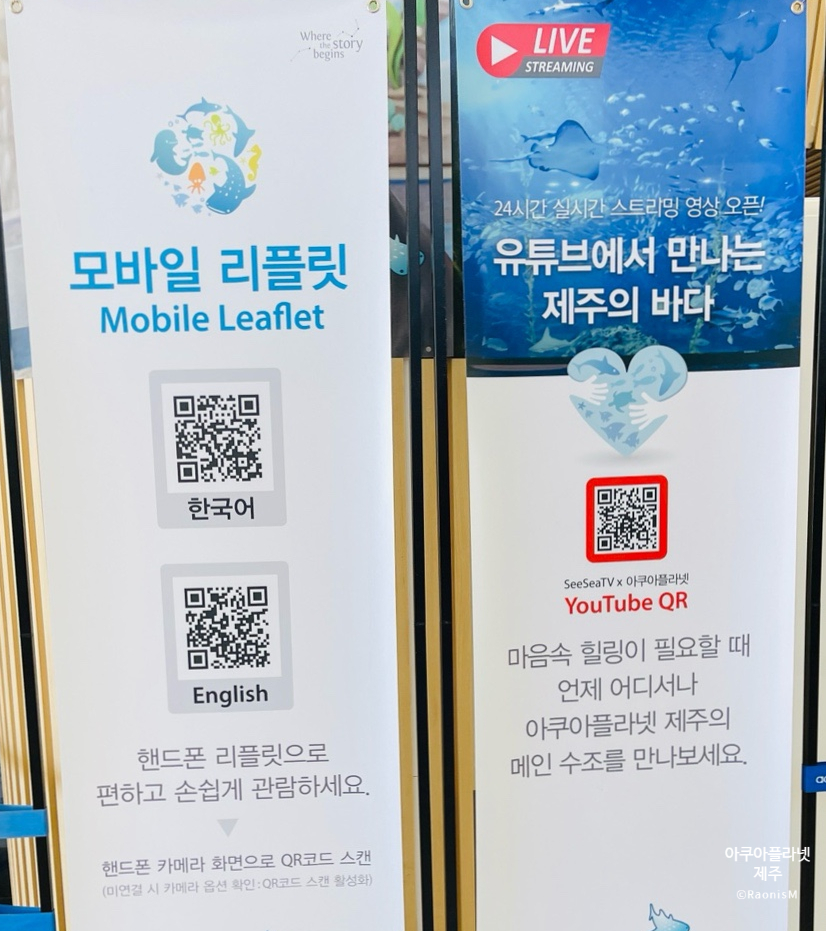 Where
the story
begins
모바일 리플릿
Mobile Leaflet
한국어
English
핸드폰 리플릿으로
편하고 손쉽게 관람하세요.
핸드폰 카메라 화면으로 QR코드 스캔
(미연결 시 카메라 옵션 확인:QR코드 스캔 활성화)
LIVE
STREAMING
24시간 실시간 스트리밍 영상 오픈!
유튜브에서 만나는
제주의 바다
SeeSeaTV x 아쿠아플라넷
YouTube QR
마음속 힐링이 필요할 때
언제 어디서나
아쿠아플라넷 제주의
메인 수조를 만나보세요.
아쿠아플라넷
제주
©RaonisM